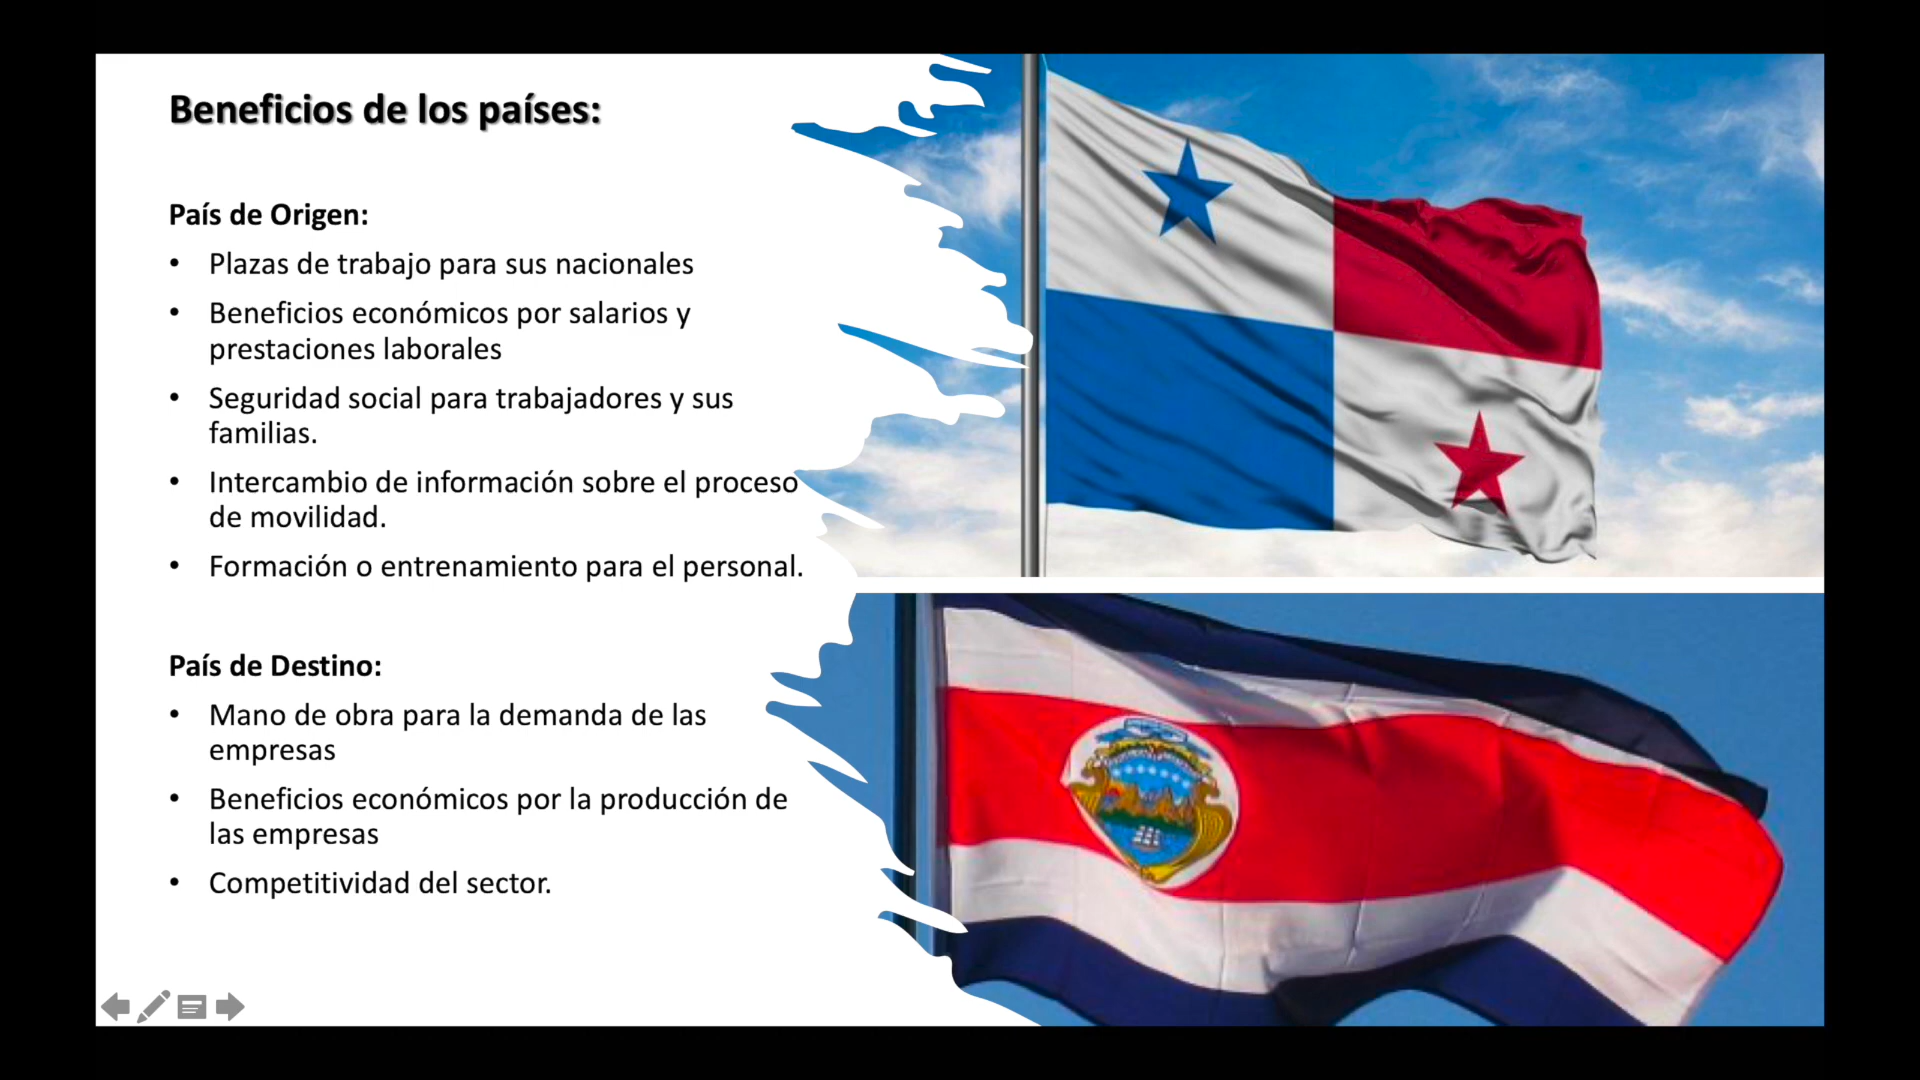 Beneficios de los países:
País de Origen:
• Plazas de trabajo para sus nacionales
• Beneficios económicos por salarios y
prestaciones laborales
• Seguridad social para trabajadores y sus
familias.
• Intercambio de información sobre el proceso
de movilidad.
• Formación o entrenamiento para el personal.
País de Destino:
• Mano de obra para la demanda de las
empresas
• Beneficios económicos por la producción de
las empresas
• Competitividad del sector.